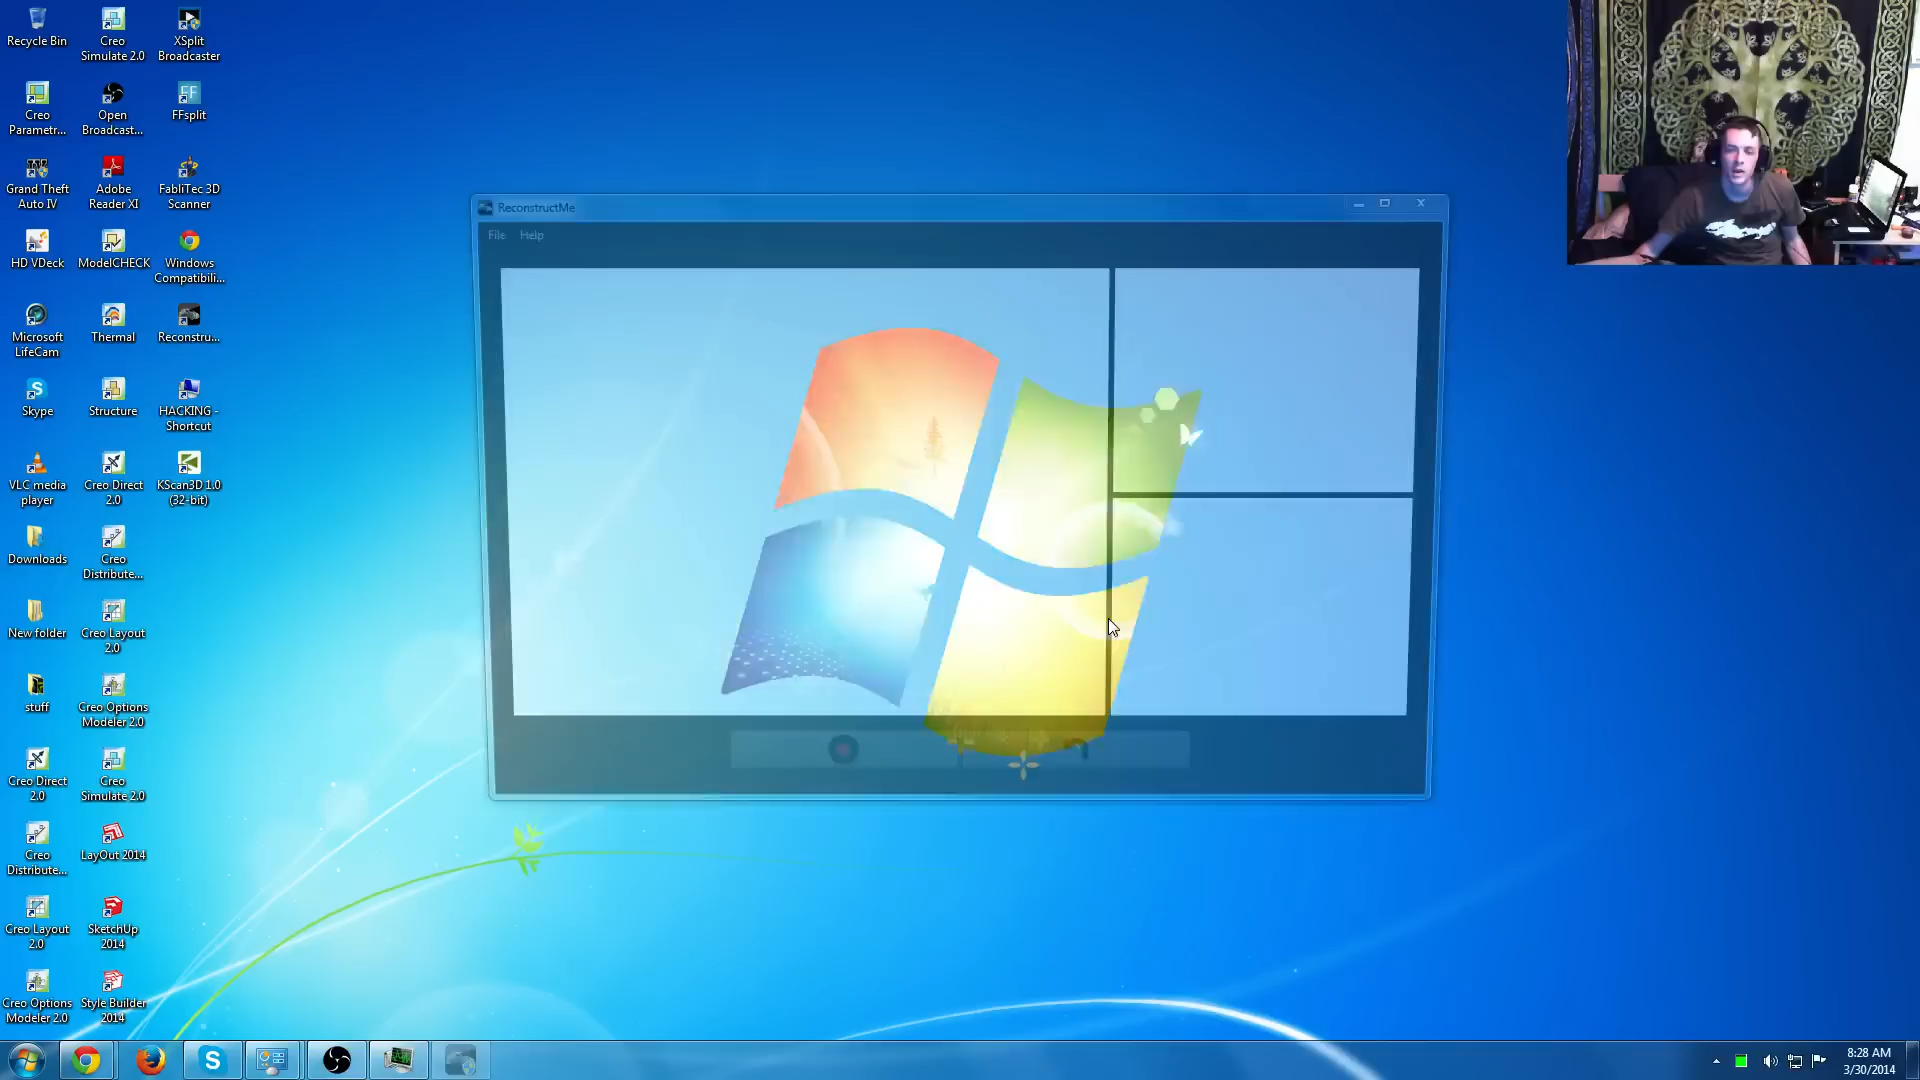 Recycle Bin
Creo
Simulate 2.0
XSplit
Broadcaster
Creo
Parametr...
Open
Broadcast...
FF
FFsplit
Grand Theft
Auto IV
Adobe
Reader XI
FabliTec 3D
Scanner
HD VDeck
ModelCHECK
Windows
Compatibili...
Microsoft
LifeCam
Thermal
Reconstru...
Skype
Structure
HACKING -
Shortcut
VLC media
player
Creo Direct
2.0
KScan3D 1.0
(32-bit)
Downloads
Creo
Distribute...
New folder
Creo Layout
2.0
stuff
Creo Options
Modeler 2.0
Creo Direct
2.0
Creo
Simulate 2.0
Creo
Distribute...
LayOut 2014
Creo Layout
2.0
SketchUp
2014
Creo Options
Modeler 2.0
Style Builder
2014
ReconstructMe
File Help
8:28 AM
3/30/2014